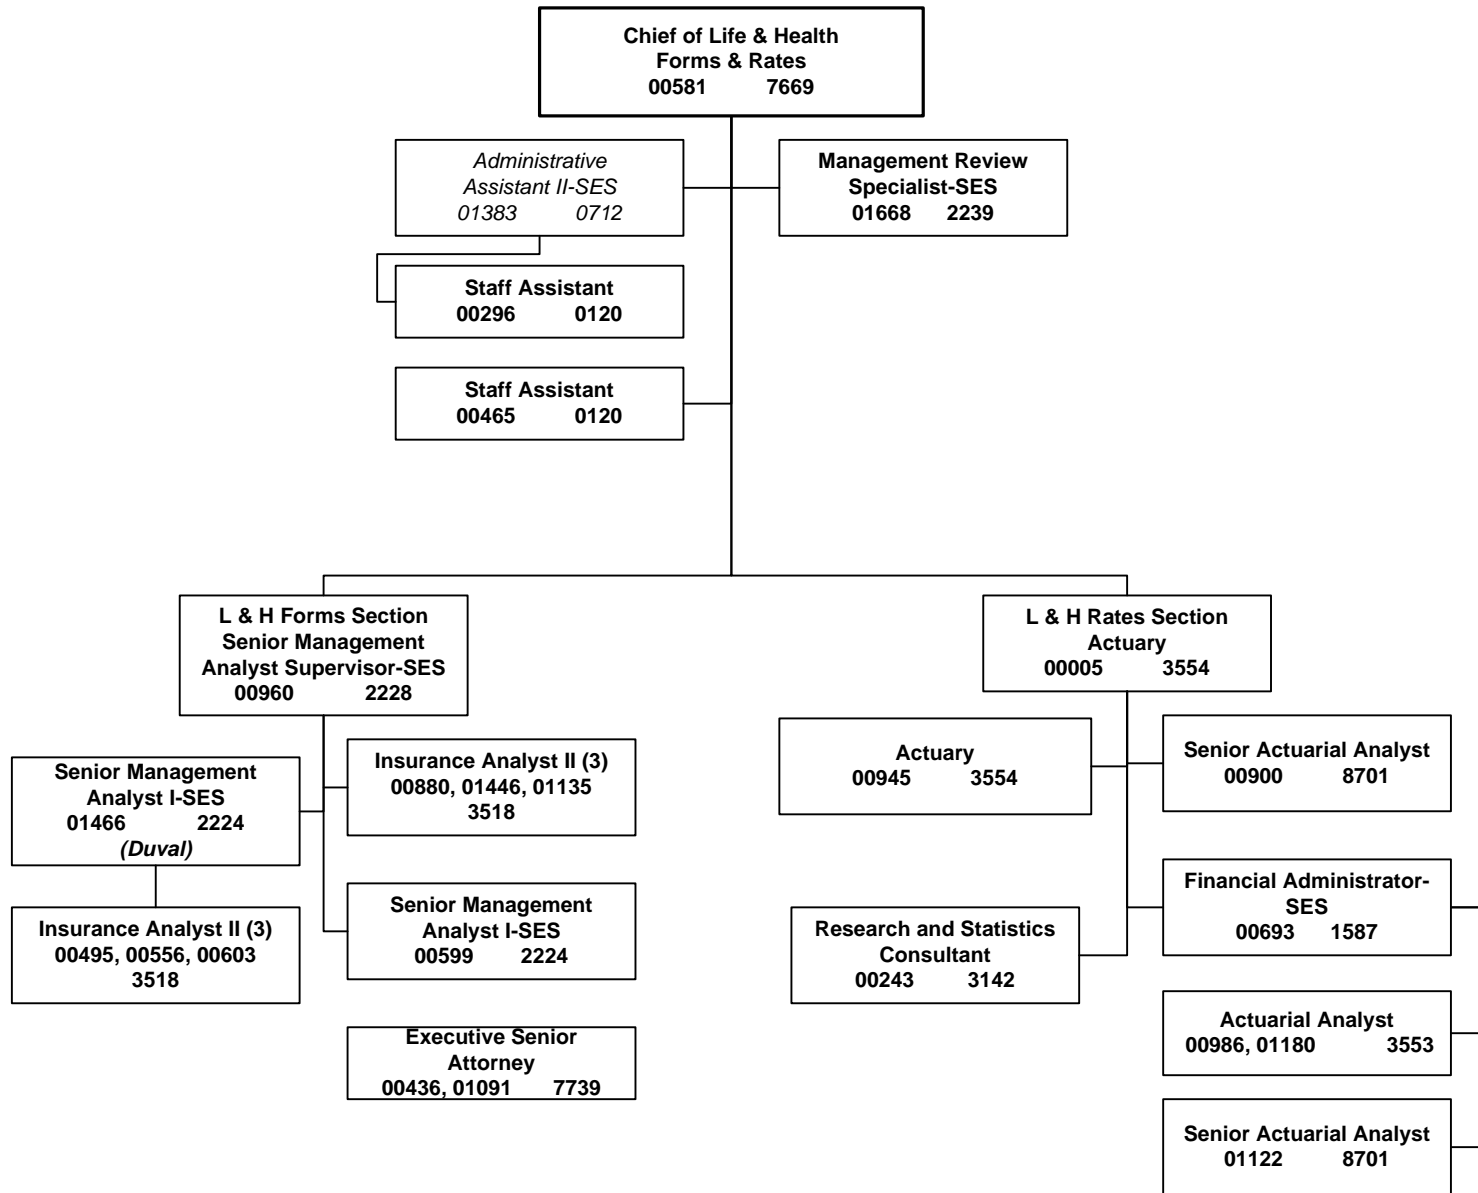 Chief of Life & Health
Forms & Rates
00581 7669
Administrative
Assistant II-SES
01383 0712
Management Review
Specialist-SES
01668 2239
Staff Assistant
00296 0120
Staff Assistant
00465 0120
L & H Forms Section
Senior Management
Analyst Supervisor-SES
00960 2228
L & H Rates Section
Actuary
00005 3554
Senior Management
Analyst I-SES
01466 2224
(Duval)
Insurance Analyst II (3)
00880, 01446, 01135
3518
Insurance Analyst II (3)
00495, 00556, 00603
3518
Senior Management
Analyst I-SES
00599 2224
Executive Senior
Attorney
00436, 01091 7739
Actuary
00945 3554
Senior Actuarial Analyst
00900 8701
Research and Statistics
Consultant
00243 3142
Financial Administrator-
SES
00693 1587
Actuarial Analyst
00986, 01180 3553
Senior Actuarial Analyst
01122 8701